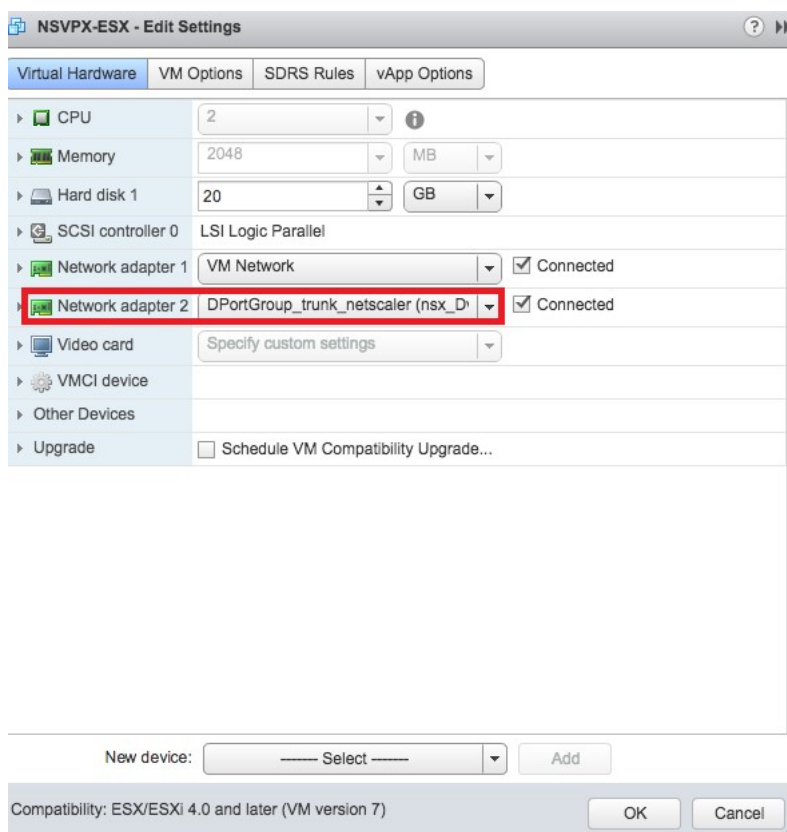 NSVPX-ESX - Edit Settings ?
Virtual Hardware VM Options SDRS Rules vApp Options
CPU 2
Memory 2048 MB
Hard disk 1 20 GB
SCSI controller 0 LSI Logic Parallel
Network adapter 1 VM Network Connected
Network adapter 2 DPortGroup_trunk_netscaler (nsx_D Connected
Video card Specify custom settings
VMCI device
Other Devices
Upgrade Schedule VM Compatibility Upgrade...
New device: ------- Select ------- Add
Compatibility: ESX/ESXi 4.0 and later (VM version 7) OK Cancel